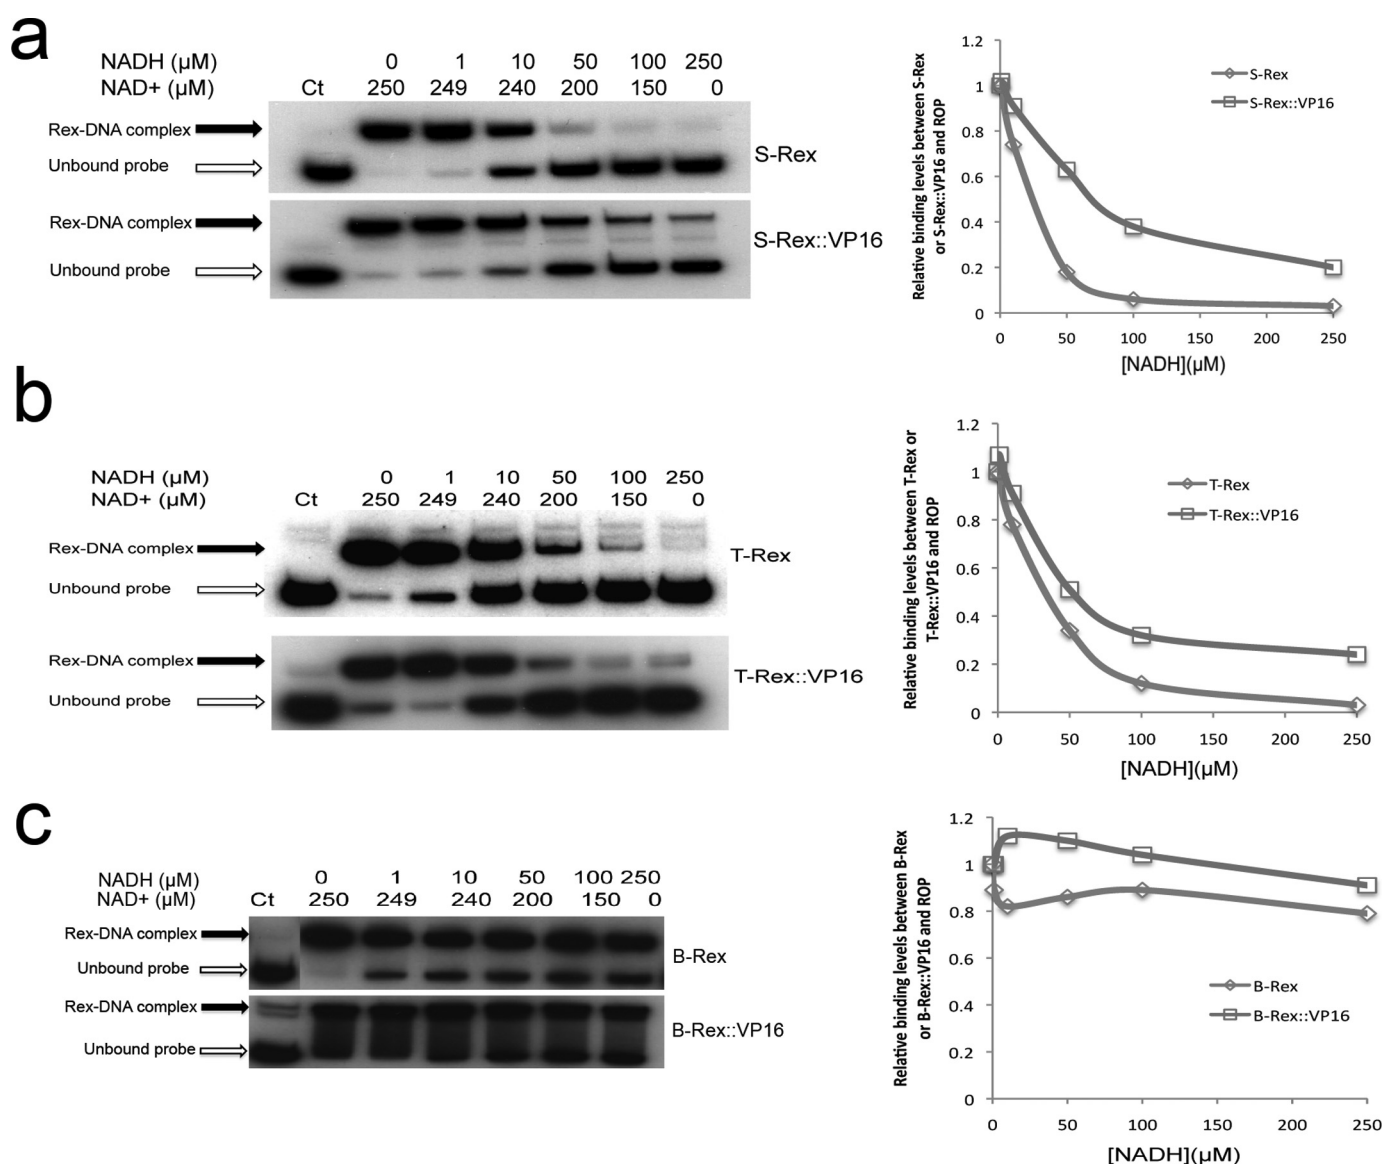 a
NADH (µM) 0 1 10 50 100 250
NAD+ (µM) Ct 250 249 240 200 150 0
Rex-DNA complex
Unbound probe
S-Rex
Rex-DNA complex
Unbound probe
S-Rex::VP16
Relative binding levels between S-Rex
or S-Rex::VP16 and ROP
1.2
1
0.8
0.6
0.4
0.2
0
0 50 100 150 200 250
[NADH](µM)
S-Rex
S-Rex::VP16
b
NADH (µM) 0 1 10 50 100 250
NAD+ (µM) Ct 250 249 240 200 150 0
Rex-DNA complex
Unbound probe
T-Rex
Rex-DNA complex
Unbound probe
T-Rex::VP16
Relative binding levels between T-Rex or
T-Rex::VP16 and ROP
1.2
1
0.8
0.6
0.4
0.2
0
0 50 100 150 200 250
[NADH](µM)
T-Rex
T-Rex::VP16
c
NADH (µM) 0 1 10 50 100 250
NAD+ (µM) Ct 250 249 240 200 150 0
Rex-DNA complex
Unbound probe
B-Rex
Rex-DNA complex
Unbound probe
B-Rex::VP16
Relative binding levels between B-Rex
or B-Rex::VP16 and ROP
1.2
1
0.8
0.6
0.4
0.2
0
0 50 100 150 200 250
[NADH](µM)
B-Rex
B-Rex::VP16